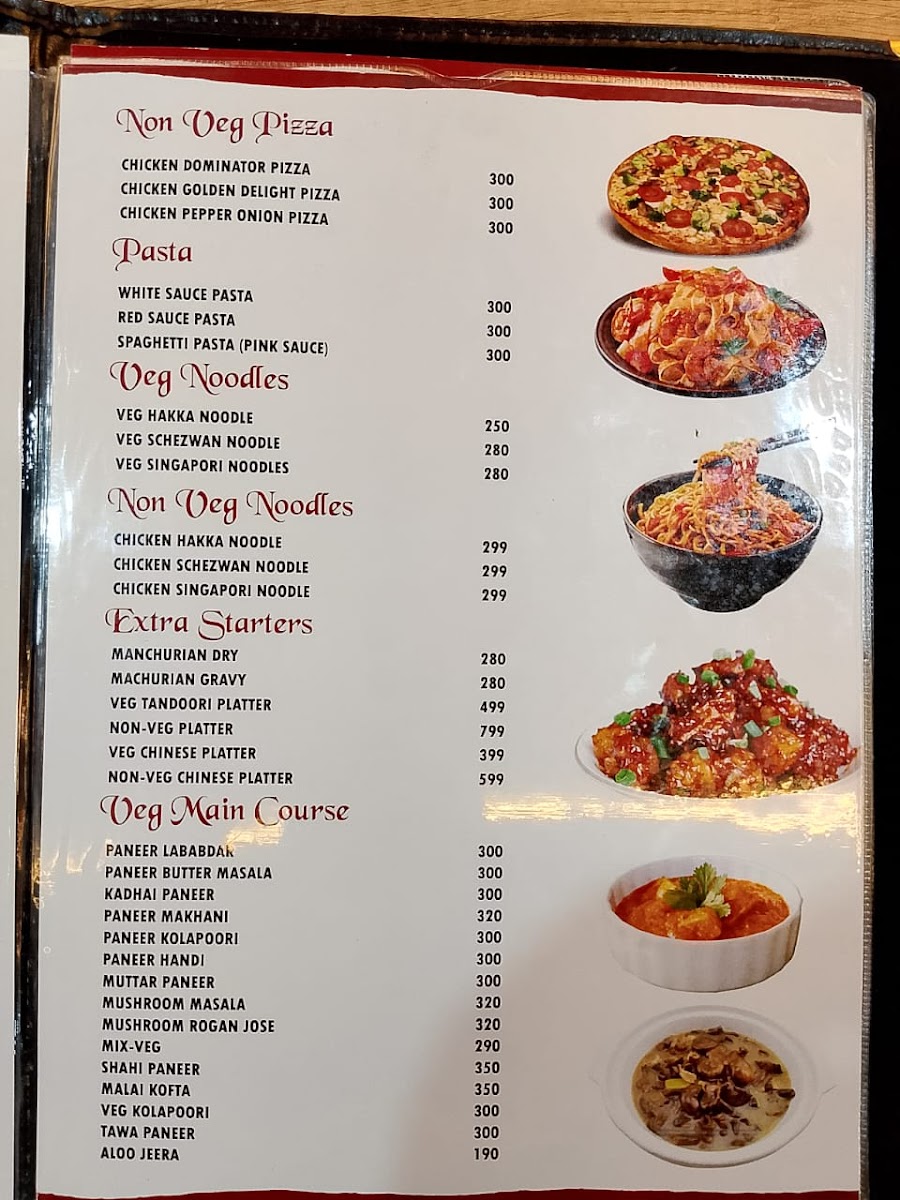 Non Veg Pizza
CHICKEN DOMINATOR PIZZA 300
CHICKEN GOLDEN DELIGHT PIZZA 300
CHICKEN PEPPER ONION PIZZA 300
Pasta
WHITE SAUCE PASTA 300
RED SAUCE PASTA 300
SPAGHETTI PASTA (PINK SAUCE) 300
Veg Noodles
VEG HAKKA NOODLE 250
VEG SCHEZWAN NOODLE 280
VEG SINGAPORI NOODLES 280
Non Veg Noodles
CHICKEN HAKKA NOODLE 299
CHICKEN SCHEZWAN NOODLE 299
CHICKEN SINGAPORI NOODLE 299
Extra Starters
MANCHURIAN DRY 280
MACHURIAN GRAVY 280
VEG TANDOORI PLATTER 499
NON-VEG PLATTER 799
VEG CHINESE PLATTER 399
NON-VEG CHINESE PLATTER 599
Veg Main Course
PANEER LABABDAR 300
PANEER BUTTER MASALA 300
KADHAI PANEER 300
PANEER MAKHANI 320
PANEER KOLAPOORI 300
PANEER HANDI 300
MUTTAR PANEER 300
MUSHROOM MASALA 320
MUSHROOM ROGAN JOSE 320
MIX-VEG 290
SHAHI PANEER 350
MALAI KOFTA 350
VEG KOLAPOORI 300
TAWA PANEER 300
ALOO JEERA 190